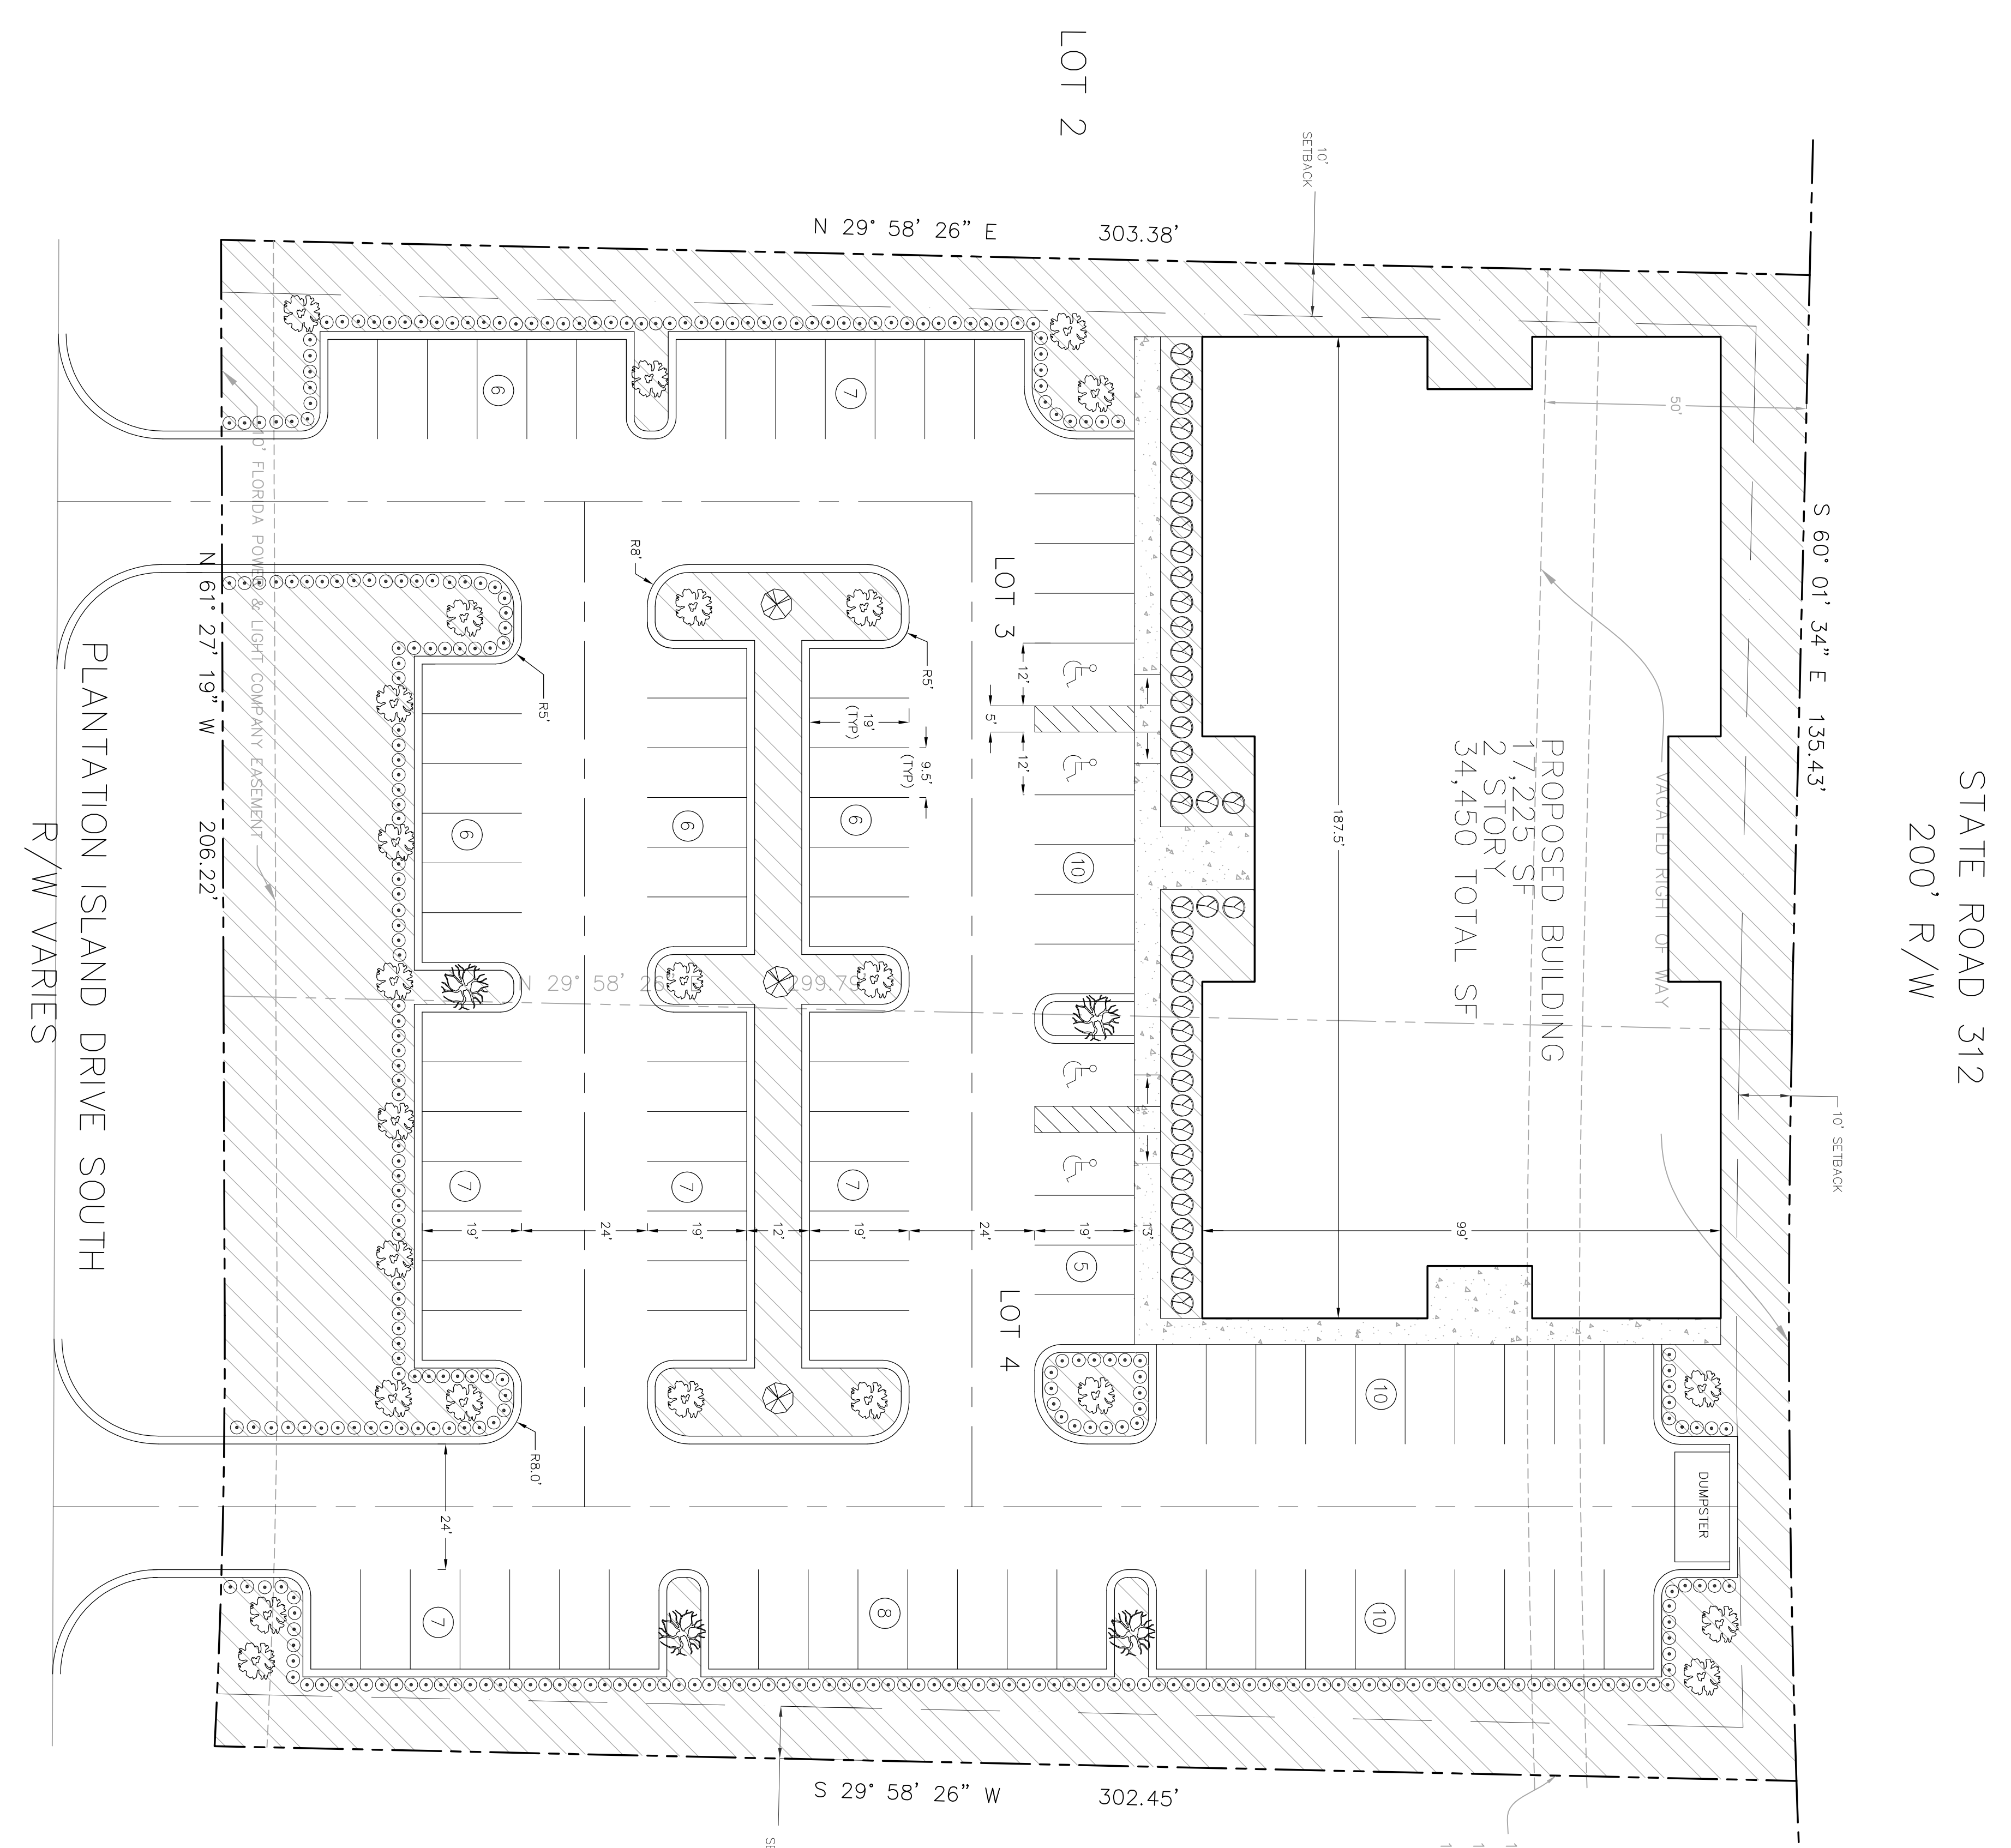 STATE ROAD 312
200' R/W
S 60° 01' 34" E 135.43'
10' SETBACK
50'
VACATED RIGHT OF WAY
PROPOSED BUILDING
17,225 SF
2 STORY
34,450 TOTAL SF
187.5'
99'
10'
SETBACK
LOT 2
N 29° 58' 26" E 303.38'
DUMPSTER
10
10
13'
19'
10
5
LOT 3
LOT 4
12'
5'
12'
24'
R5'
9.5'
(TYP)
19'
(TYP)
7
6
7
8
19'
12'
19'
N 29° 58' 26" 299.79'
R8'
6
7
24'
R5'
R8.0'
6
6
7
19'
24'
7
10' FLORIDA POWER & LIGHT COMPANY EASEMENT
N 61° 27' 19" W 206.22'
PLANTATION ISLAND DRIVE SOUTH
R/W VARIES
S 29° 58' 26" W 302.45'